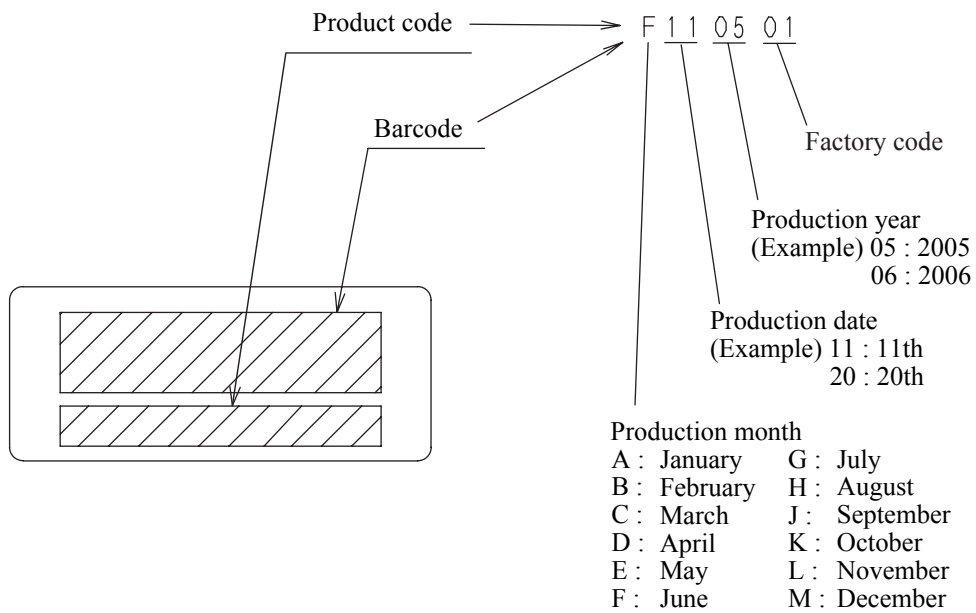 Product code
F 11 05 01
Barcode
Factory code
Production year
(Example) 05 : 2005
06 : 2006
Production date
(Example) 11 : 11th
20 : 20th
Production month
A : January G : July
B : February H : August
C : March J : September
D : April K : October
E : May L : November
F : June M : December